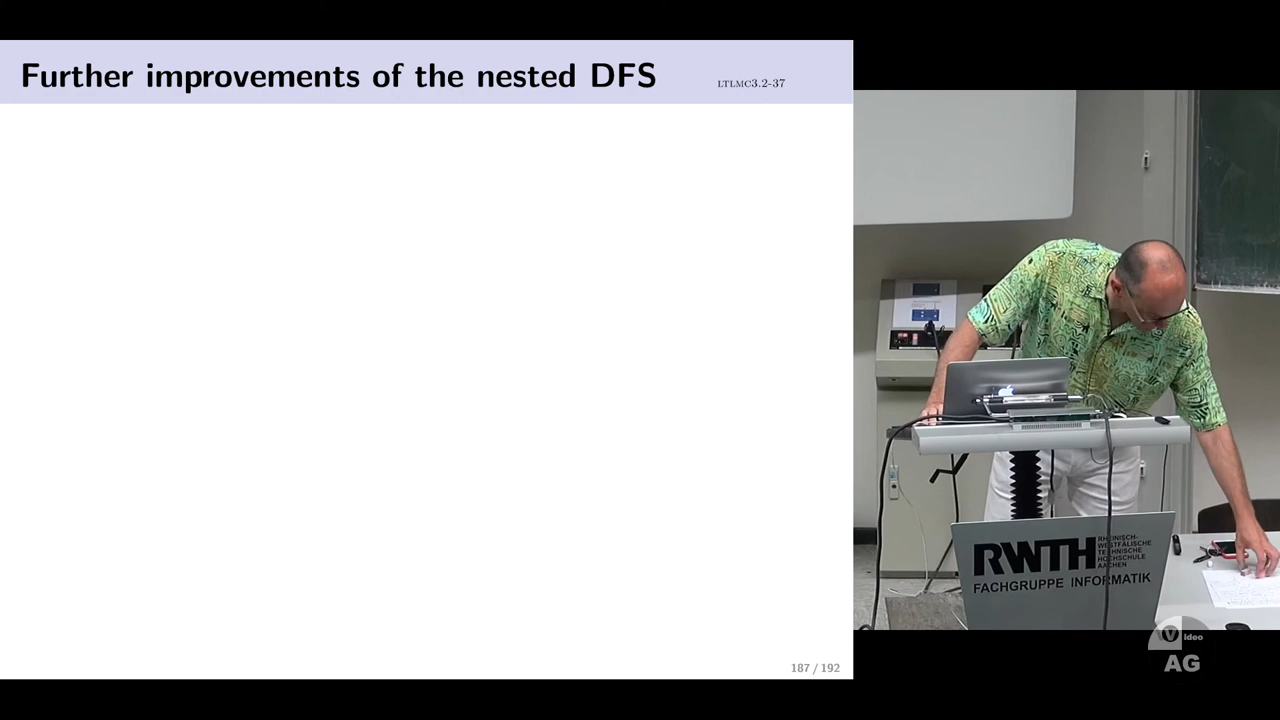 Further improvements of the nested DFS
LTLMC3.2-37
187 / 192
RWTH
RHEINISCH-
WESTFÄLISCHE
TECHNISCHE
HOCHSCHULE
AACHEN
FACHGRUPPE INFORMATIK
Video
AG